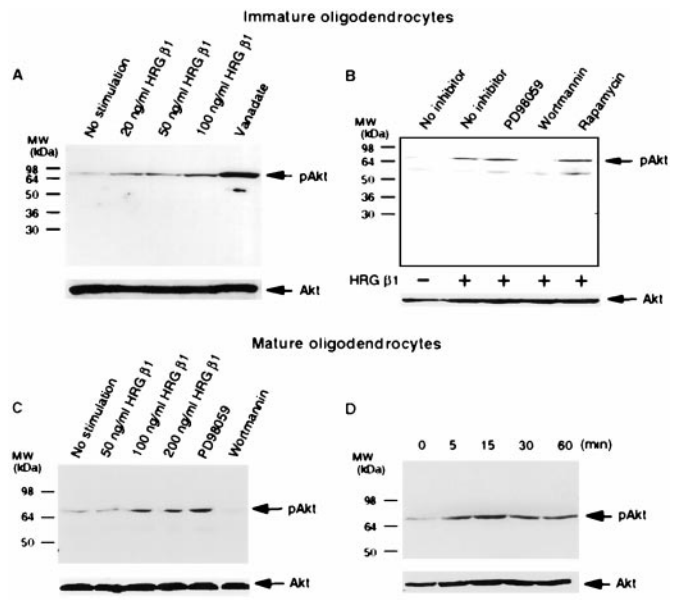 Immature oligodendrocytes
A
No stimulation
20 ng/ml HRG β1
50 ng/ml HRG β1
100 ng/ml HRG β1
Vanadate
MW
(kDa)
98
64
50
36
30
pAkt
Akt
B
No inhibitor
No inhibitor
PD98059
Wortmannin
Rapamycin
MW
(kDa)
98
64
50
36
30
pAkt
HRG β1 − + + + +
Akt
Mature oligodendrocytes
C
No stimulation
50 ng/ml HRG β1
100 ng/ml HRG β1
200 ng/ml HRG β1
PD98059
Wortmannin
MW
(kDa)
98
64
50
pAkt
Akt
D
0 5 15 30 60 (min)
MW
(kDa)
98
64
50
pAkt
Akt